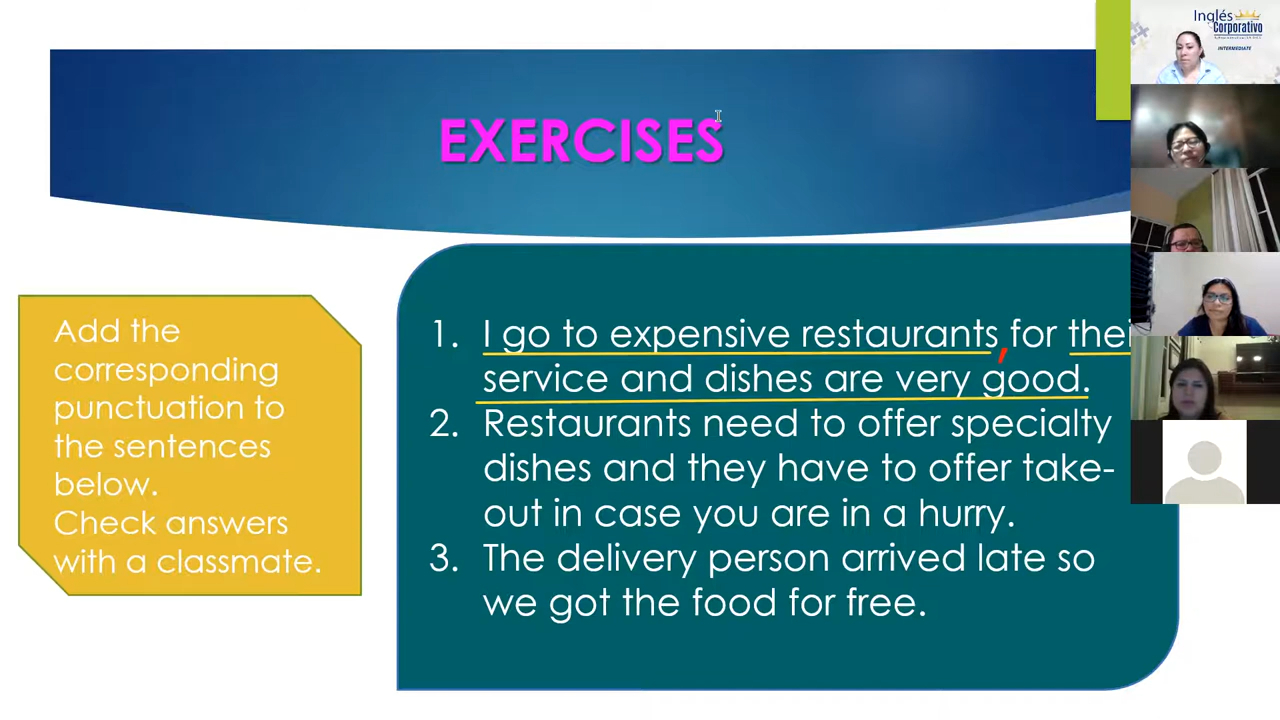 EXERCISES
Add the
corresponding
punctuation to
the sentences
below.
Check answers
with a classmate.
1. I go to expensive restaurants, for thei
service and dishes are very good.
2. Restaurants need to offer specialty
dishes and they have to offer take-
out in case you are in a hurry.
3. The delivery person arrived late so
we got the food for free.
Inglés
Corporativo
INTERMEDIATE